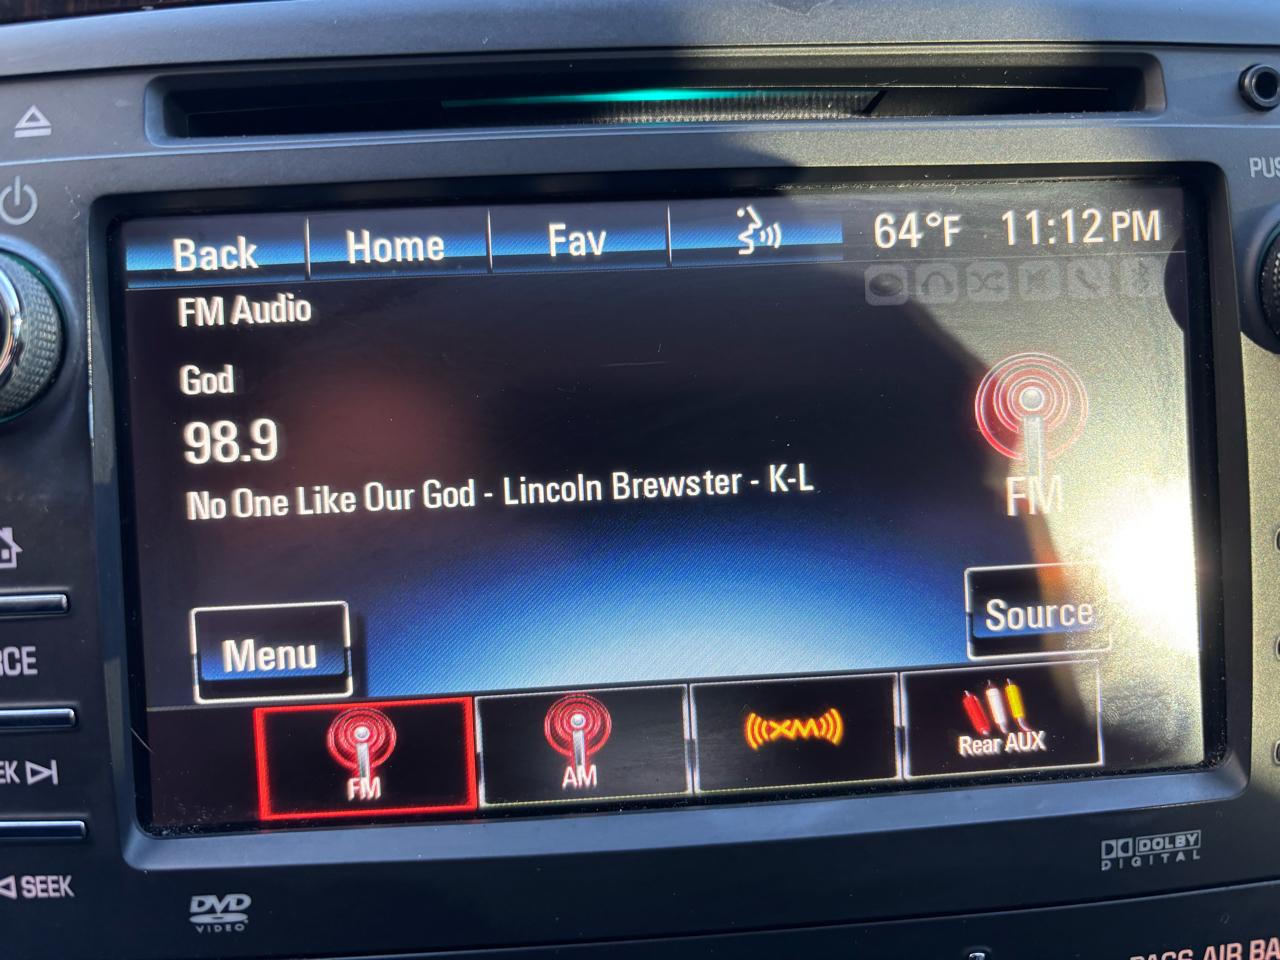 PUS
Back Home Fav 64°F 11:12 PM
FM Audio
God
98.9
No One Like Our God - Lincoln Brewster - K-L
FM
Menu
Source
FM
AM
((XM))
Rear AUX
RCE
EK
SEEK
DVD
VIDEO
DOLBY
DIGITAL
PASS AIR BA